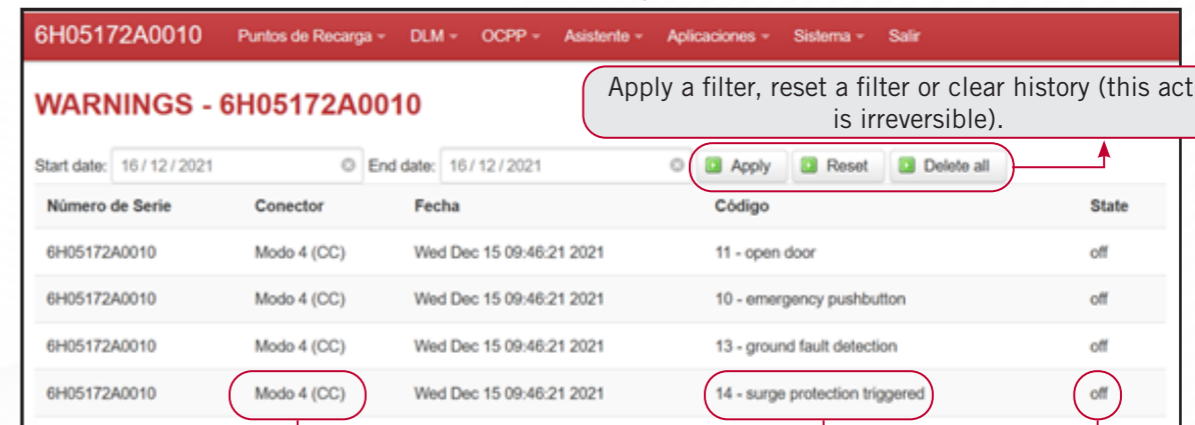 6H05172A0010 Puntos de Recarga DLM OCPP Asistente Aplicaciones Sistema Salir
Apply a filter, reset a filter or clear history (this act
is irreversible).
WARNINGS - 6H05172A0010
Start date: 16 / 12 / 2021 End date: 16 / 12 / 2021 Apply Reset Delete all
Número de Serie Conector Fecha Código State
6H05172A0010 Modo 4 (CC) Wed Dec 15 09:46:21 2021 11 - open door off
6H05172A0010 Modo 4 (CC) Wed Dec 15 09:46:21 2021 10 - emergency pushbutton off
6H05172A0010 Modo 4 (CC) Wed Dec 15 09:46:21 2021 13 - ground fault detection off
6H05172A0010 Modo 4 (CC) Wed Dec 15 09:46:21 2021 14 - surge protection triggered off